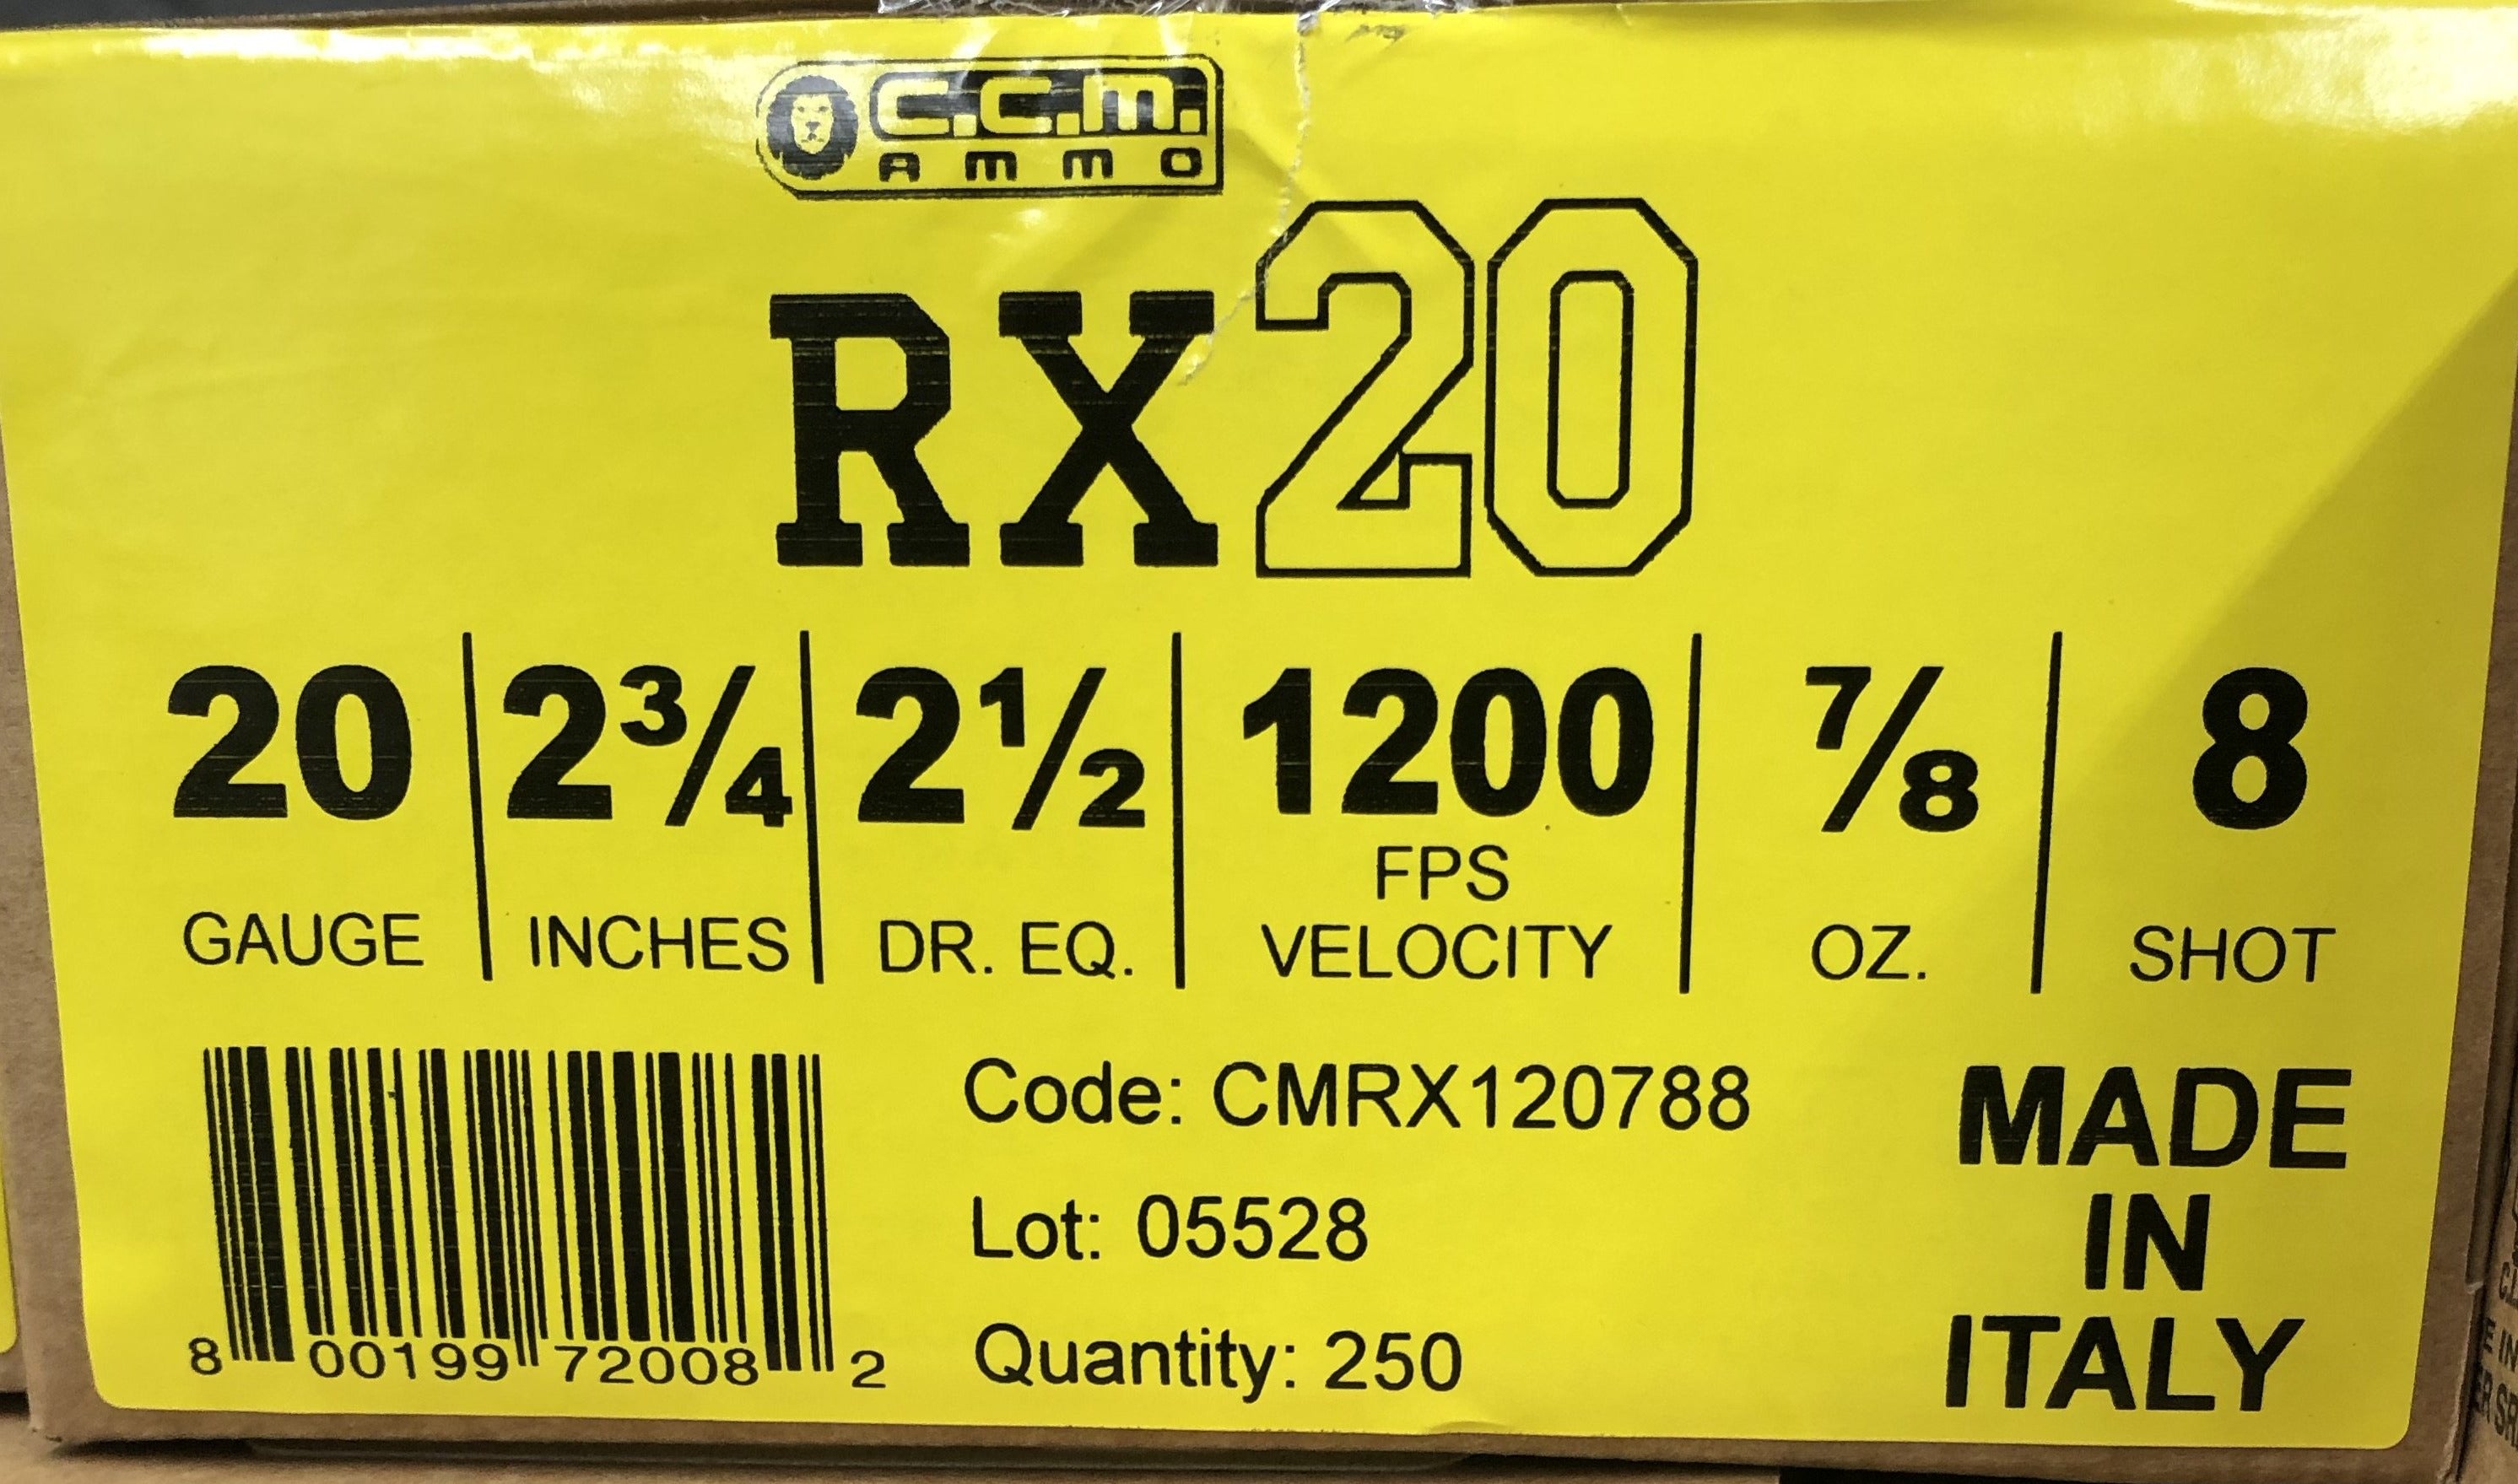 C.C.M.
AMMO
RX20
20 2¾ 2½ 1200 ⅞ 8
FPS
GAUGE INCHES DR. EQ. VELOCITY OZ. SHOT
Code: CMRX120788
Lot: 05528
Quantity: 250
8 00199 72008 2
MADE
IN
ITALY